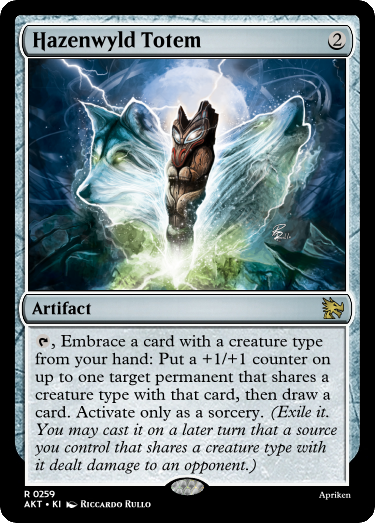 Hazenwyld Totem 2
Artifact
, Embrace a card with a creature type
from your hand: Put a +1/+1 counter on
up to one target permanent that shares a
creature type with that card, then draw a
card. Activate only as a sorcery. (Exile it.
You may cast it on a later turn that a source
you control that shares a creature type with
it dealt damage to an opponent.)
R 0259
AKT • KI Riccardo Rullo
Apriken